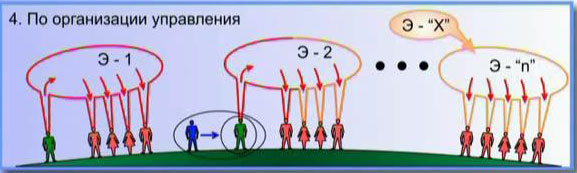 4. По организации управления
Э - “Х”
Э - 1
Э - 2
Э - “n”